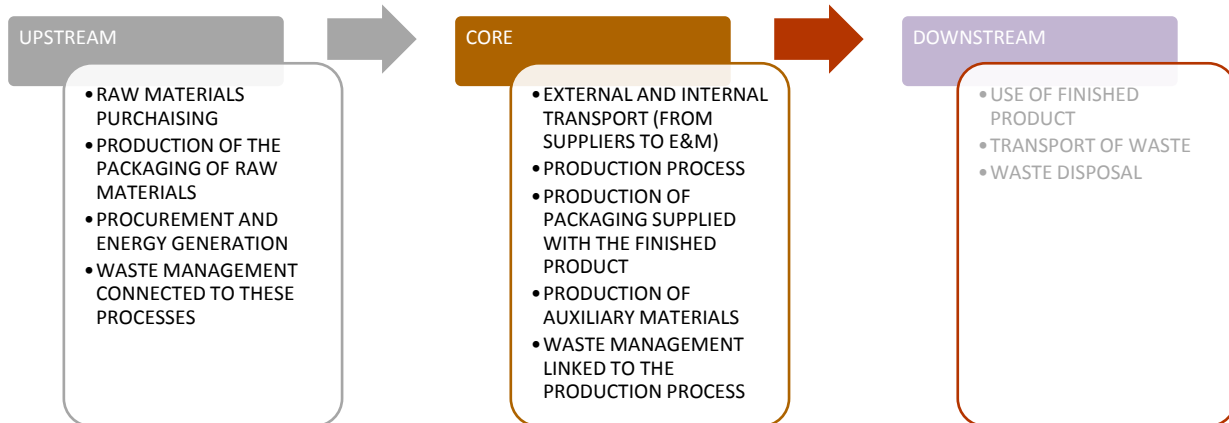 UPSTREAM
• RAW MATERIALS
PURCHAISING
• PRODUCTION OF THE
PACKAGING OF RAW
MATERIALS
• PROCUREMENT AND
ENERGY GENERATION
• WASTE MANAGEMENT
CONNECTED TO THESE
PROCESSES
CORE
• EXTERNAL AND INTERNAL
TRANSPORT (FROM
SUPPLIERS TO E&M)
• PRODUCTION PROCESS
• PRODUCTION OF
PACKAGING SUPPLIED
WITH THE FINISHED
PRODUCT
• PRODUCTION OF
AUXILIARY MATERIALS
• WASTE MANAGEMENT
LINKED TO THE
PRODUCTION PROCESS
DOWNSTREAM
• USE OF FINISHED
PRODUCT
• TRANSPORT OF WASTE
• WASTE DISPOSAL